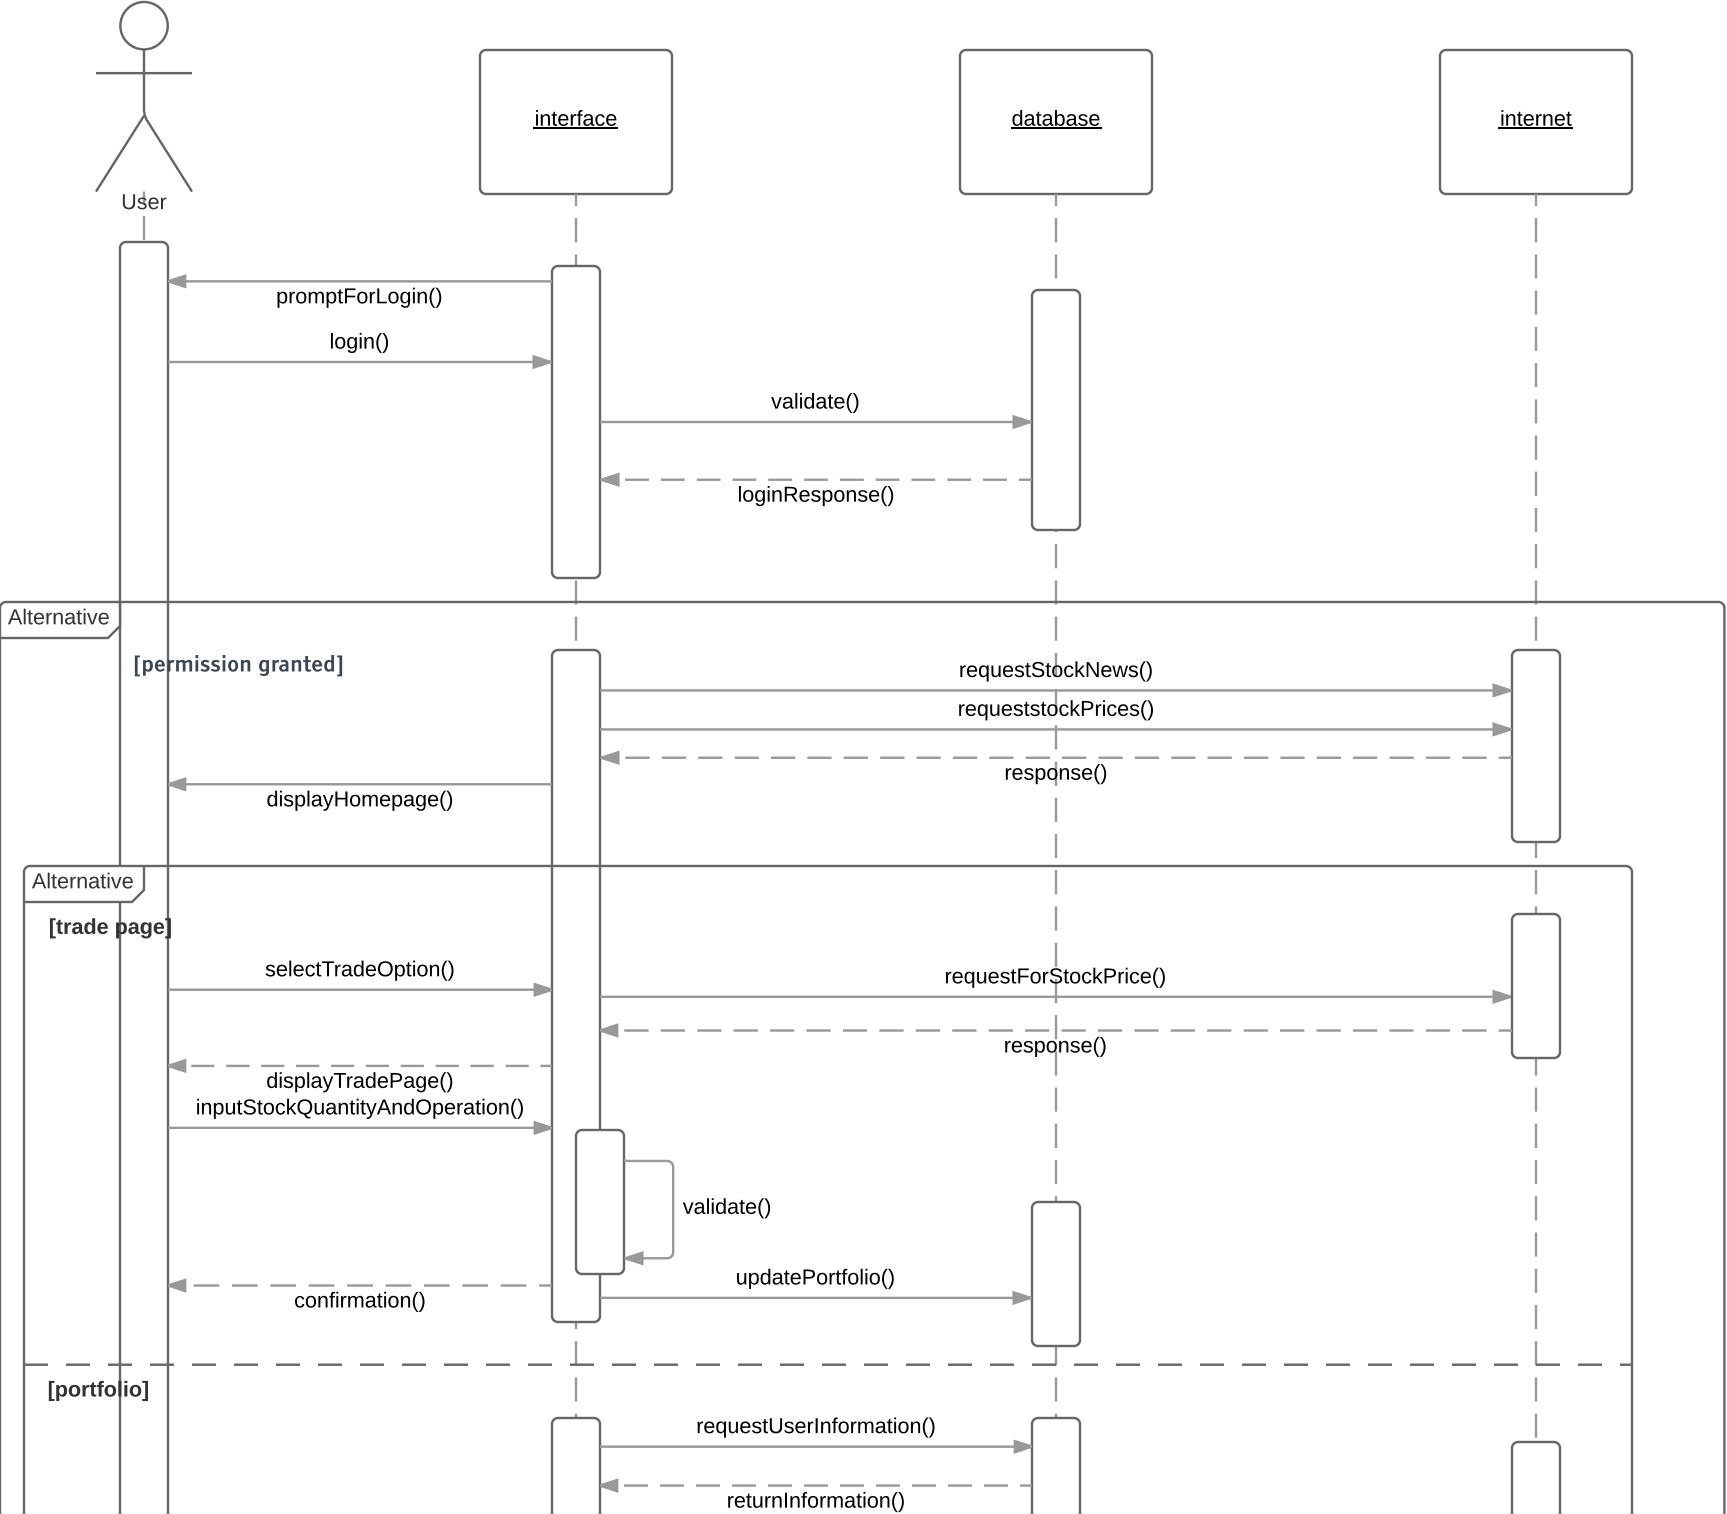 User
interface
database
internet
promptForLogin()
login()
validate()
loginResponse()
Alternative
[permission granted]
requestStockNews()
requeststockPrices()
response()
displayHomepage()
Alternative
[trade page]
selectTradeOption()
requestForStockPrice()
response()
displayTradePage()
inputStockQuantityAndOperation()
validate()
updatePortfolio()
confirmation()
[portfolio]
requestUserInformation()
returnInformation()